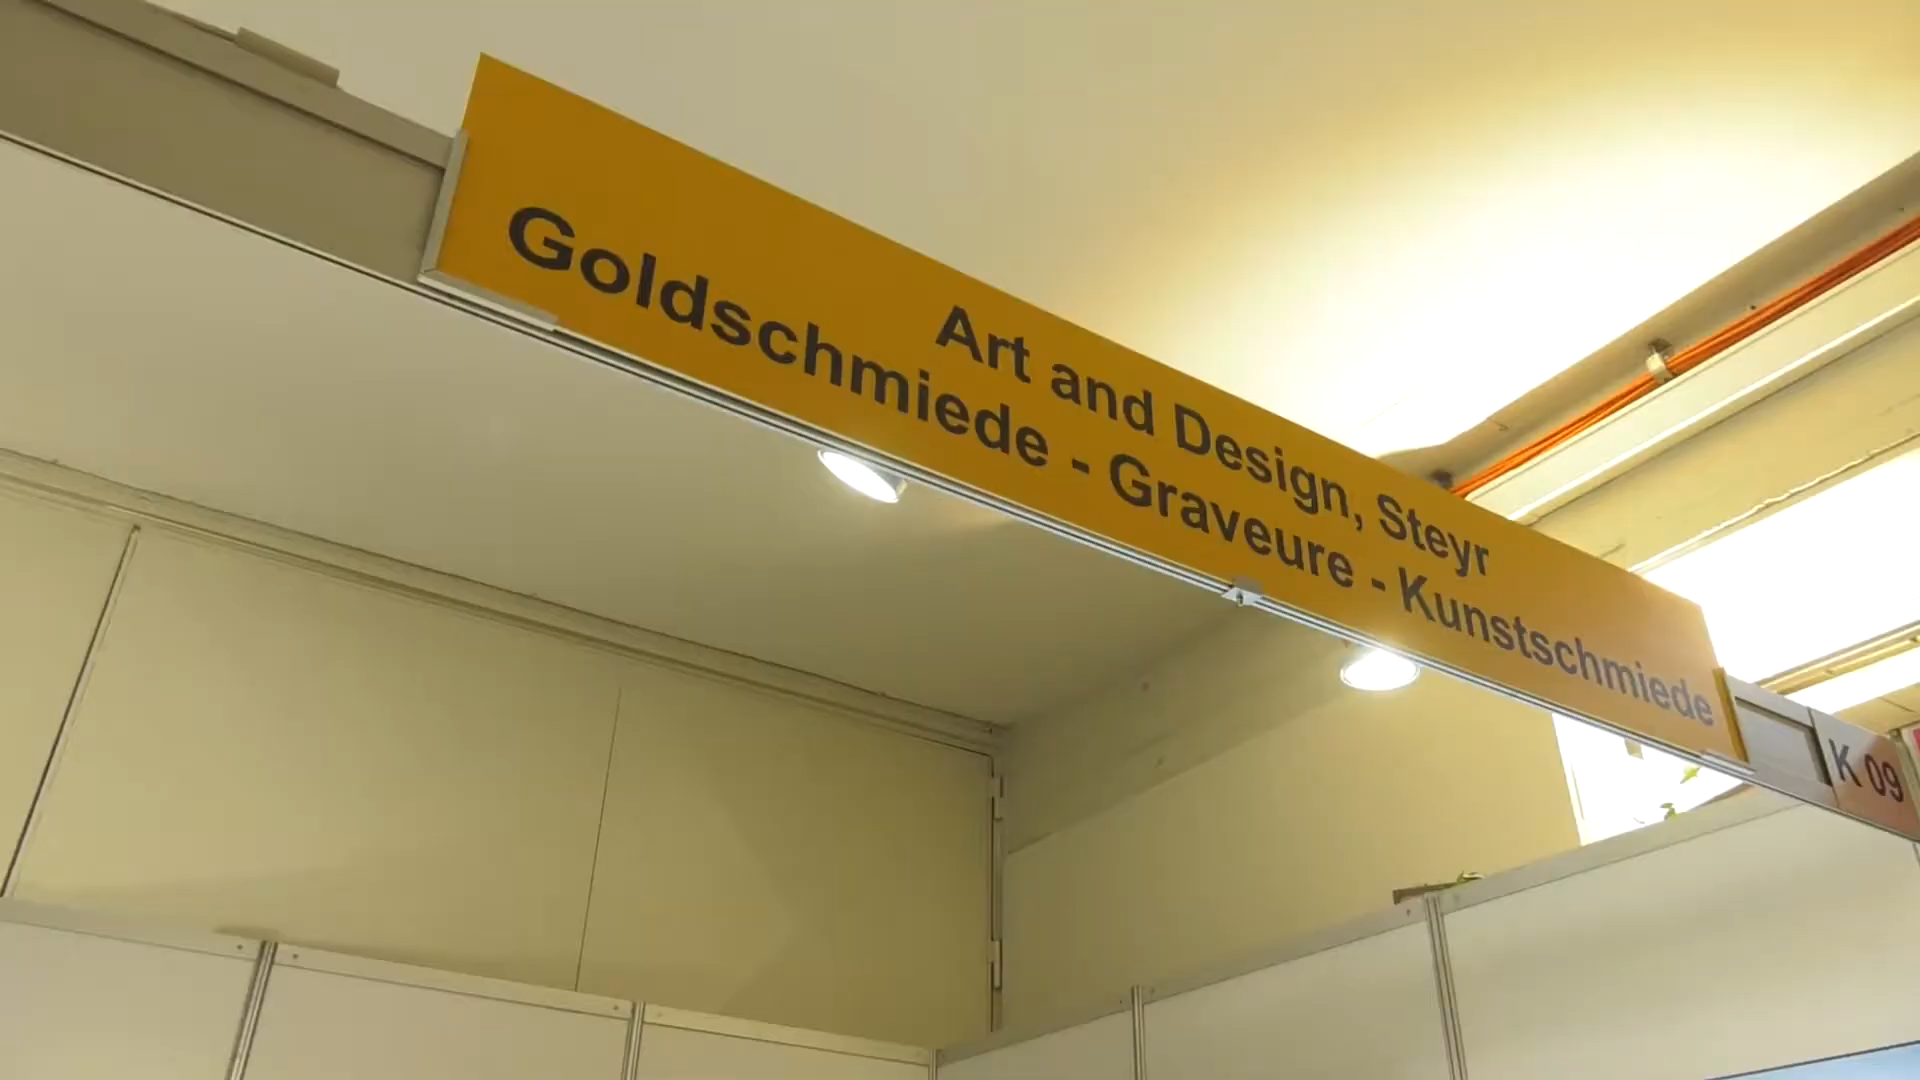 Art and Design, Steyr
Goldschmiede - Graveure - Kunstschmiede
K 09